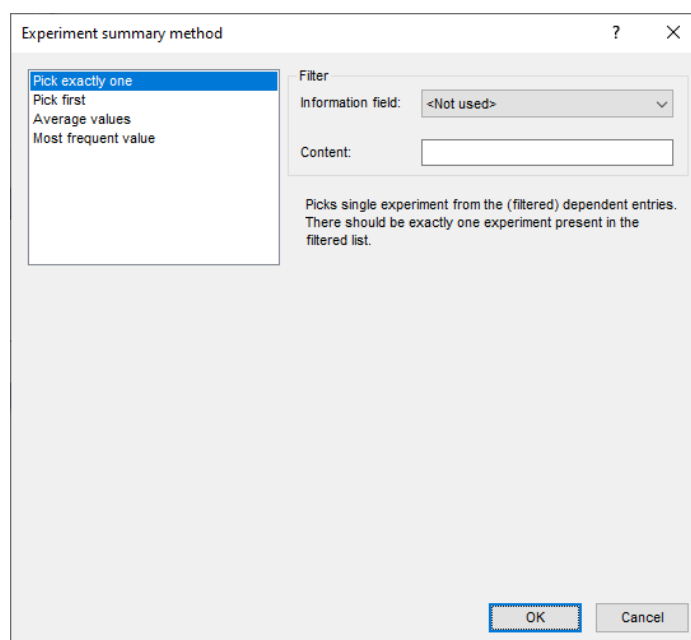 Experiment summary method
?
Pick exactly one
Pick first
Average values
Most frequent value
Filter
Information field: <Not used>
Content:
Picks single experiment from the (filtered) dependent entries.
There should be exactly one experiment present in the
filtered list.
OK Cancel